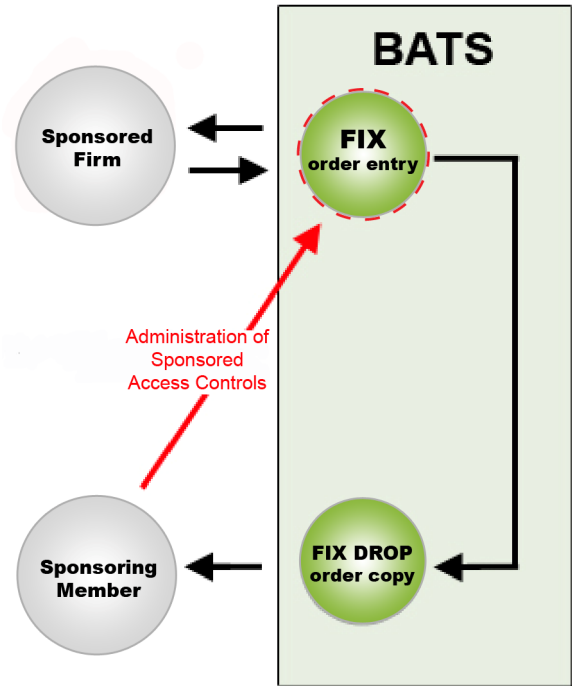 BATS
Sponsored
Firm
FIX
order entry
Administration of
Sponsored
Access Controls
Sponsoring
Member
FIX DROP
order copy